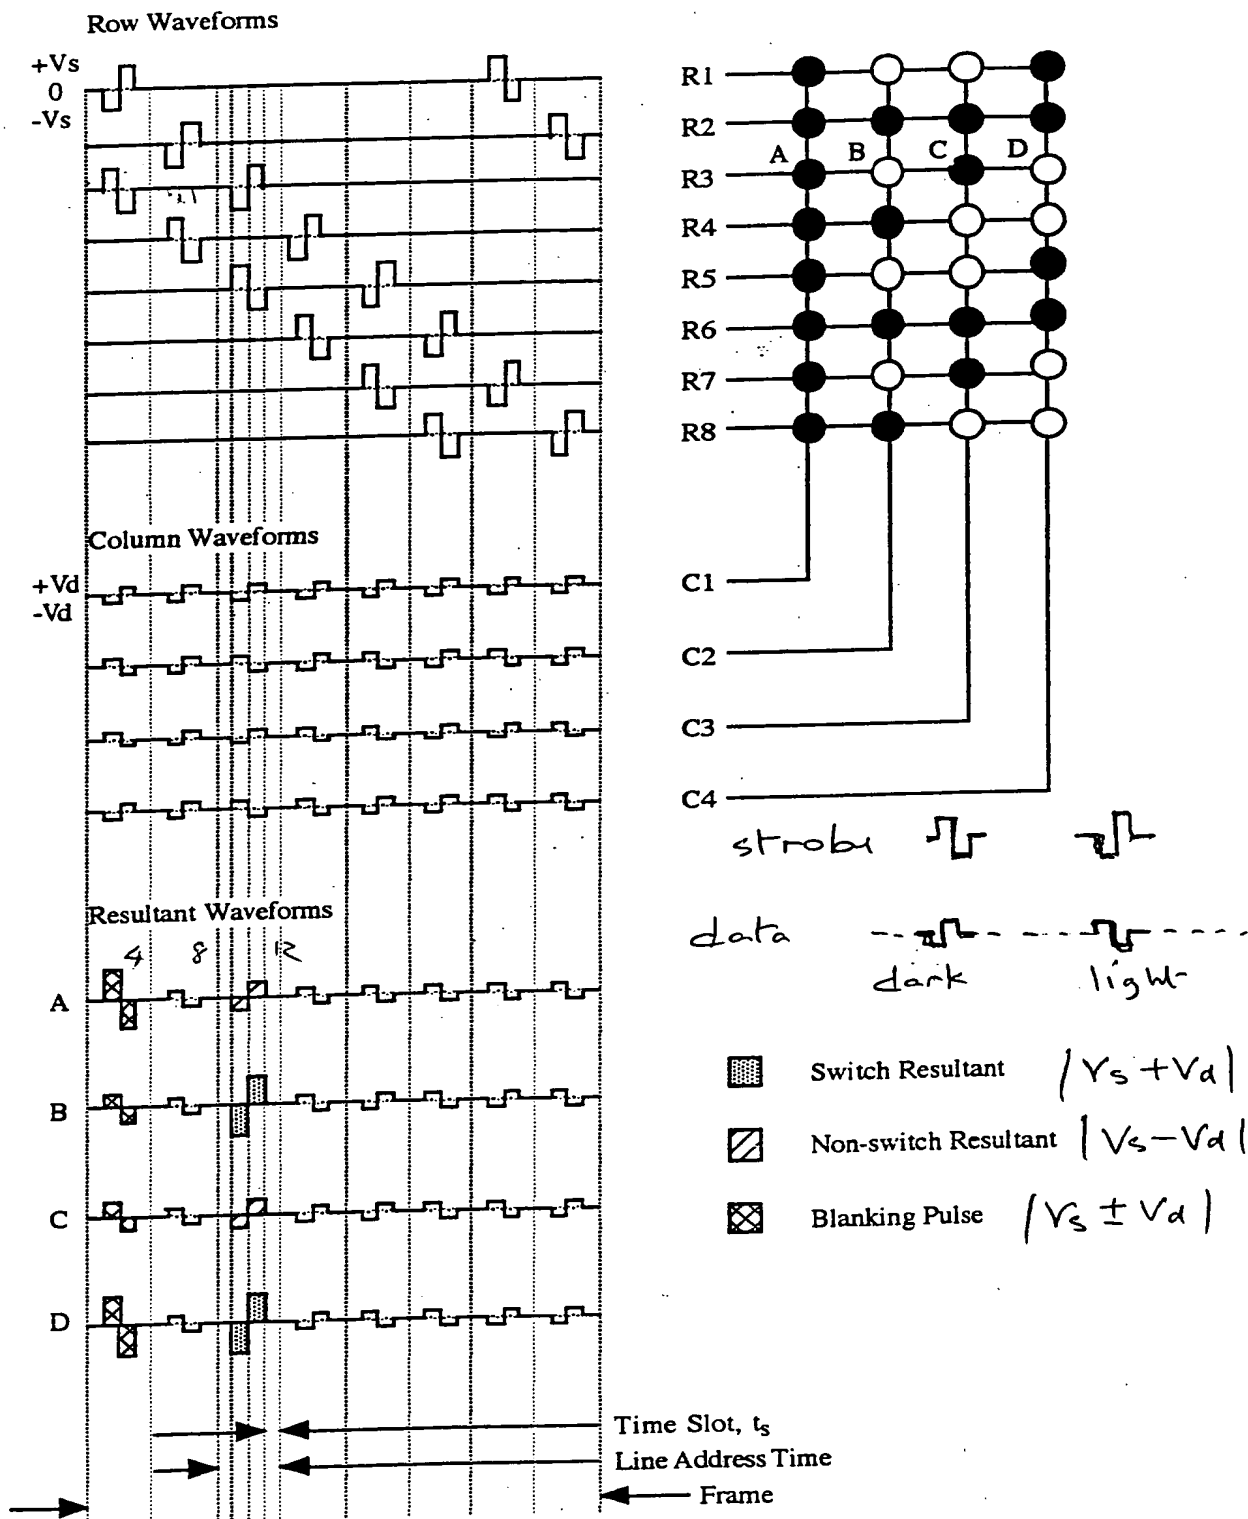 Row Waveforms
+Vs
0
-Vs
R1
R2
A B C D
R3
R4
R5
R6
R7
R8
Column Waveforms
+Vd
-Vd
C1
C2
C3
C4
strobe
data
dark light
Resultant Waveforms
4 8 12
A
B
C
D
Switch Resultant |Vs + Vd|
Non-switch Resultant |Vs - Vd|
Blanking Pulse |Vs ± Vd|
Time Slot, ts
Line Address Time
Frame